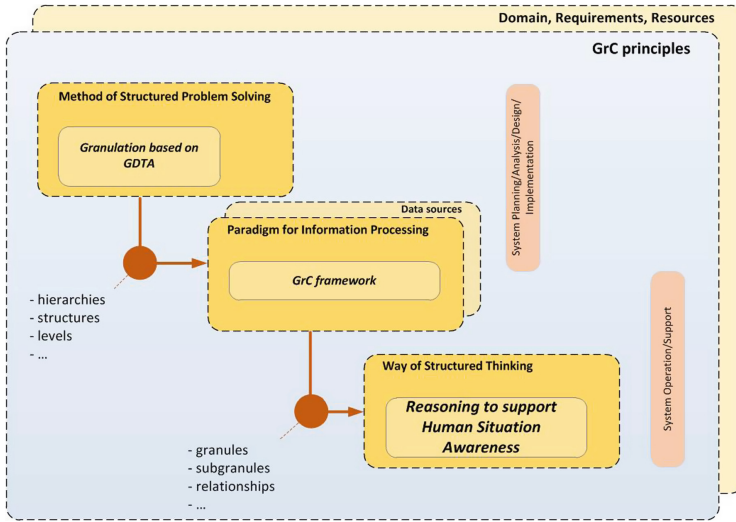 Domain, Requirements, Resources
GrC principles
Method of Structured Problem Solving
Granulation based on
GDTA
System Planning/Analysis/Design/
Implementation
Data sources
Paradigm for Information Processing
GrC framework
- hierarchies
- structures
- levels
- ...
System Operation/Support
Way of Structured Thinking
Reasoning to support
Human Situation
Awareness
- granules
- subgranules
- relationships
- ...